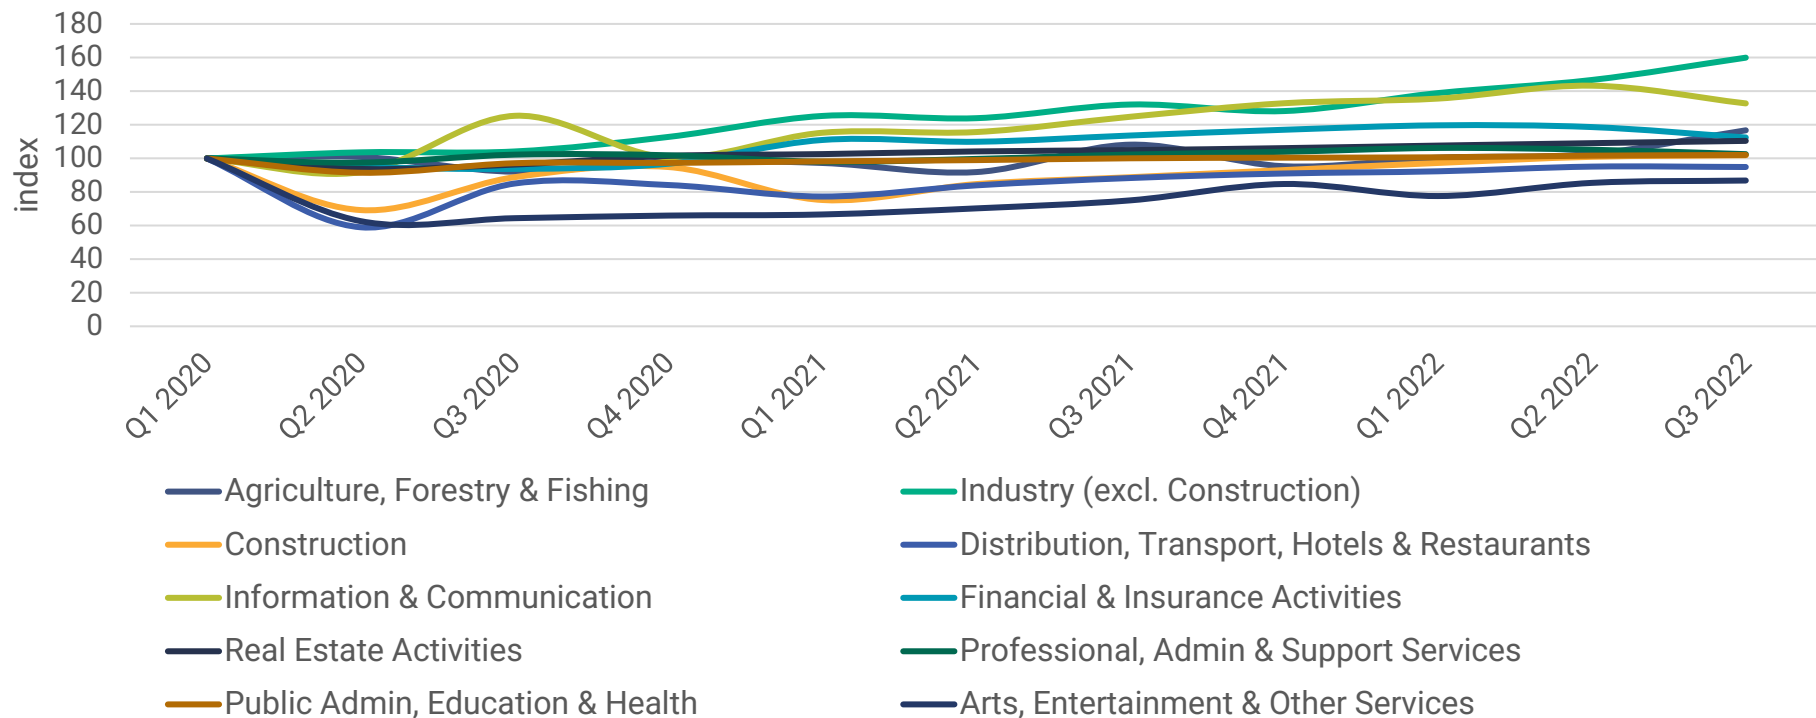 180
160
140
120
100
80
60
40
20
0
index
Q1 2020
Q2 2020
Q3 2020
Q4 2020
Q1 2021
Q2 2021
Q3 2021
Q4 2021
Q1 2022
Q2 2022
Q3 2022
Agriculture, Forestry & Fishing
Industry (excl. Construction)
Construction
Distribution, Transport, Hotels & Restaurants
Information & Communication
Financial & Insurance Activities
Real Estate Activities
Professional, Admin & Support Services
Public Admin, Education & Health
Arts, Entertainment & Other Services